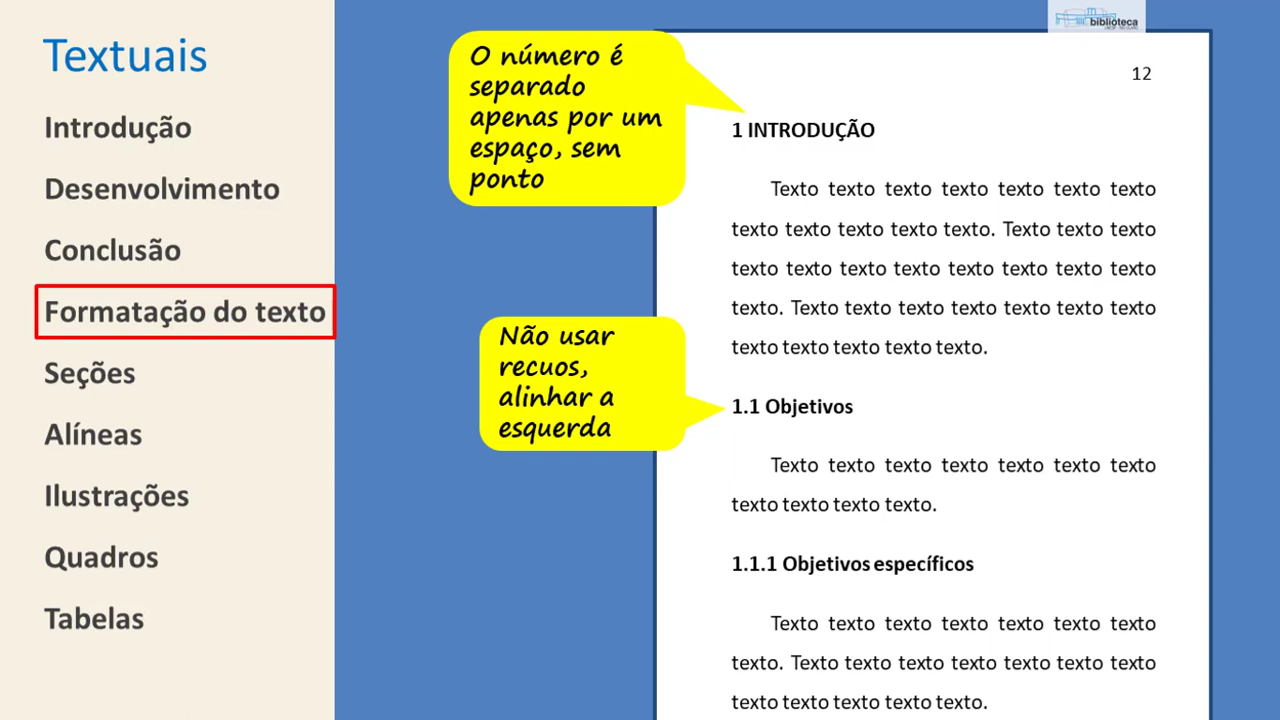 Textuais
Introdução
Desenvolvimento
Conclusão
Formatação do texto
Seções
Alíneas
Ilustrações
Quadros
Tabelas
O número é
separado
apenas por um
espaço, sem
ponto
Não usar
recuos,
alinhar a
esquerda
biblioteca
12
1 INTRODUÇÃO
Texto texto texto texto texto texto texto
texto texto texto texto texto. Texto texto texto
texto texto texto texto texto texto texto texto
texto. Texto texto texto texto texto texto texto
texto texto texto texto texto.
1.1 Objetivos
Texto texto texto texto texto texto texto
texto texto texto texto.
1.1.1 Objetivos específicos
Texto texto texto texto texto texto texto
texto. Texto texto texto texto texto texto texto
texto texto texto texto texto.